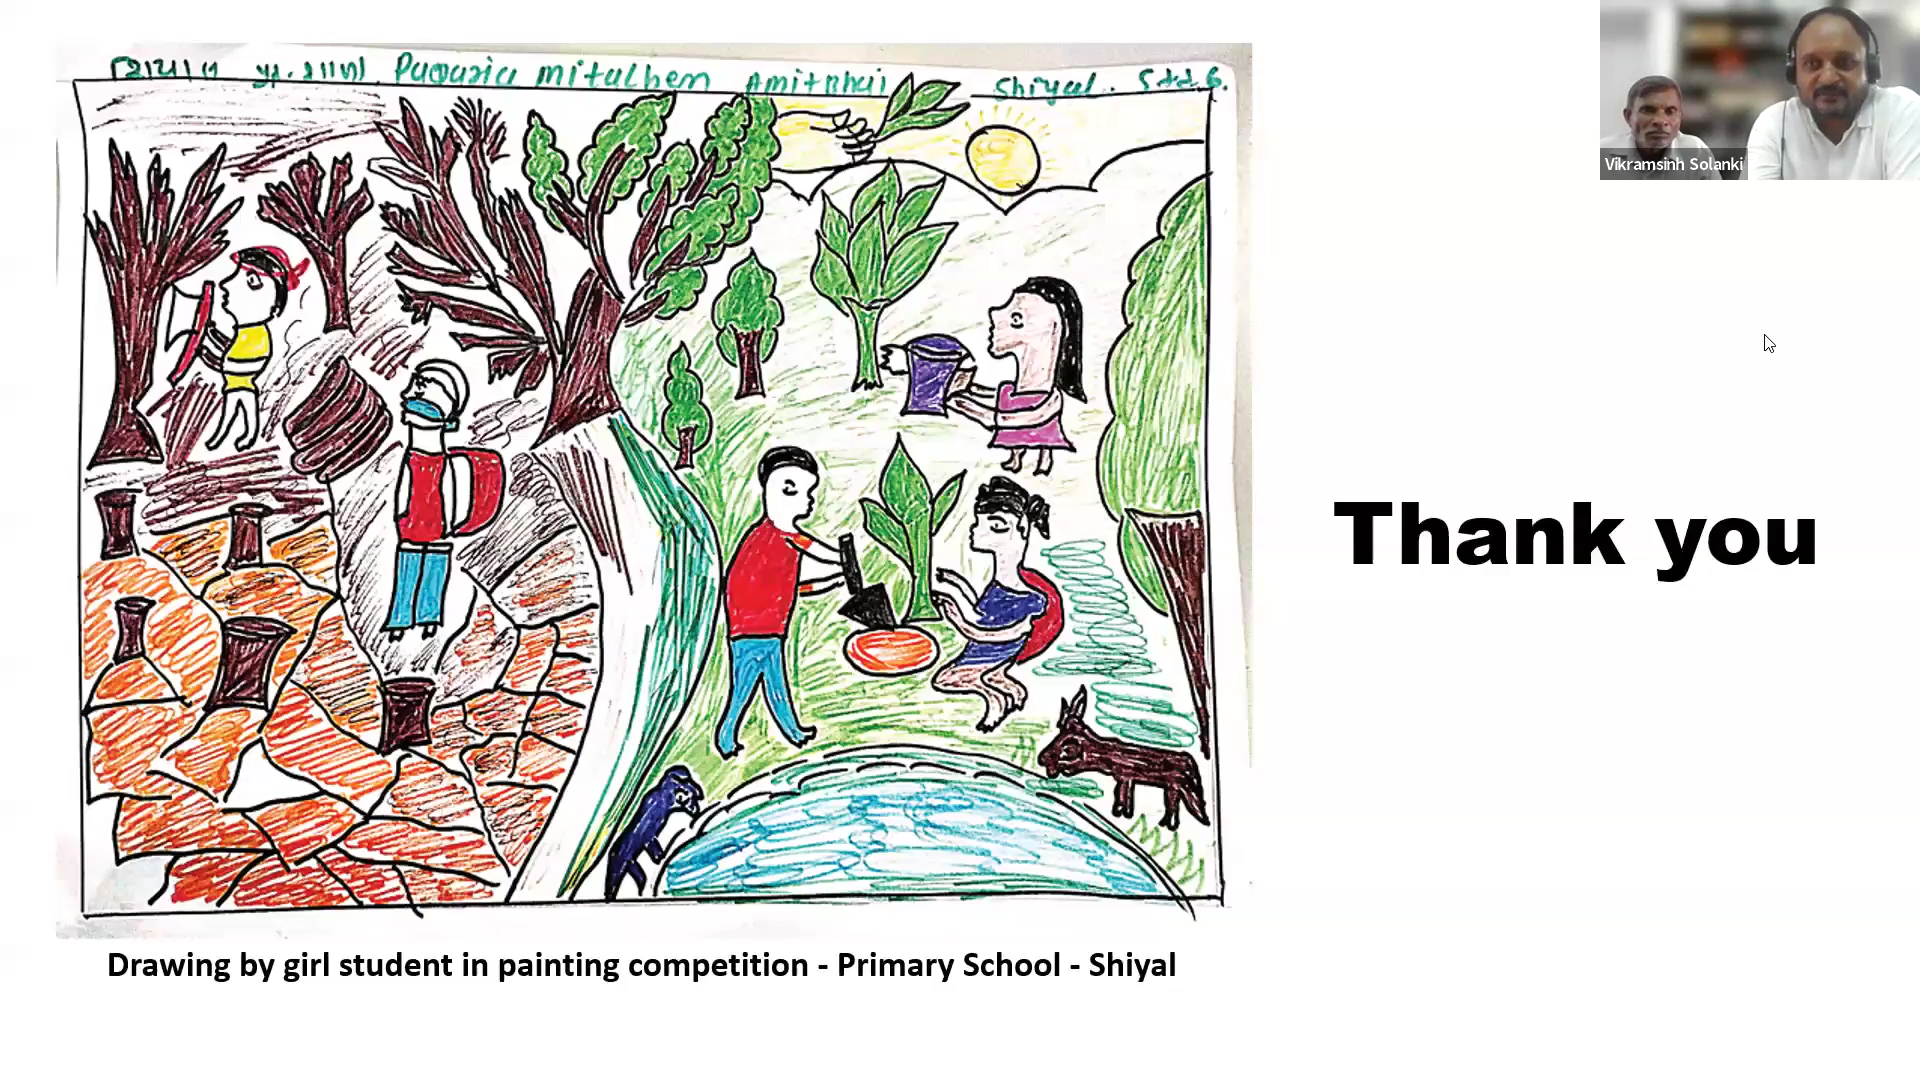 mitalben Amitbhai Shiyal. Std. 6.
Vikramsinh Solanki
Thank you
Drawing by girl student in painting competition - Primary School - Shiyal